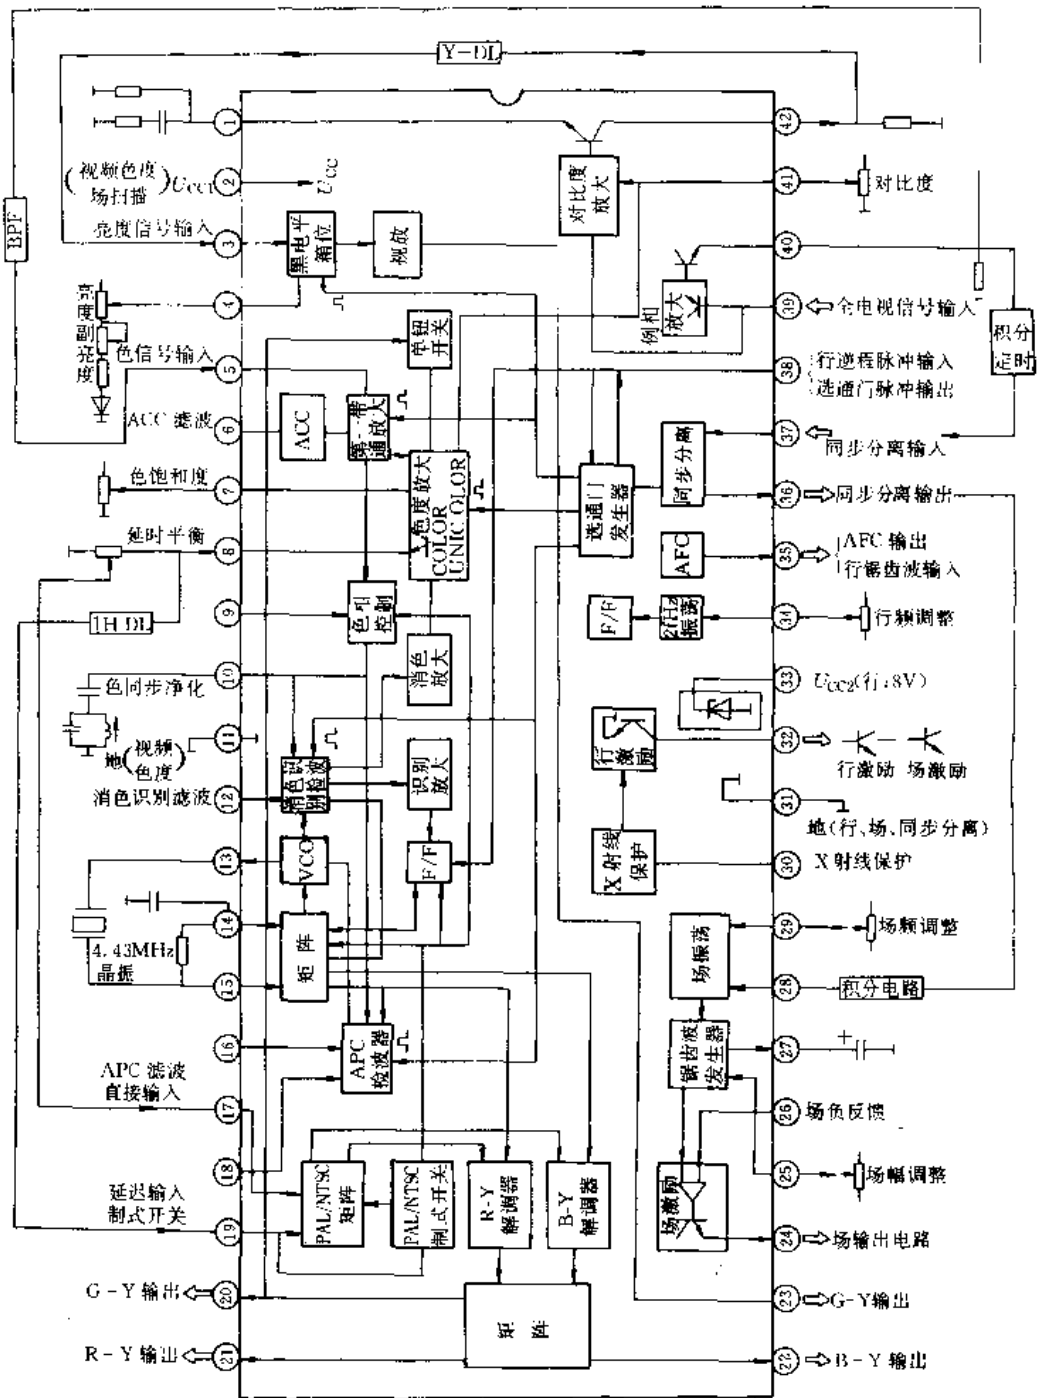 Y-DL
BPF
1
2
3
4
5
6
7
8
9
10
11
12
13
14
15
16
17
18
19
20
21
(视频色度
场扫描)UCC1
亮度信号输入
亮度
副亮度
色信号输入
ACC 滤波
色饱和度
延时平衡
1H DL
色同步净化
地(视频
色度)
消色识别滤波
4.43MHz
晶振
APC 滤波
直接输入
延迟输入
制式开关
G-Y 输出
R-Y 输出
UCC
黑电平
箝位
视放
对比度
放大
倒相
放大
单钮
开关
ACC
第一带
通放大
色度放大
COLOR
UNICOLOR
选通门
发生器
同步分离
AFC
F/F
2fH
振荡
色引
控制
消色
放大
消色识
别检波
识别
放大
VCO
F/F
矩阵
APC
检波器
行激
励
X射线
保护
场振荡
锯齿波
发生器
场激励
PAL/NTSC
矩阵
PAL/NTSC
制式开关
R-Y
解调器
B-Y
解调器
矩阵
42
41
对比度
40
39
全电视信号输入
积分
定时
38
行逆程脉冲输入
选通门脉冲输出
37
同步分离输入
36
同步分离输出
35
AFC 输出
行锯齿波输入
34
行频调整
33
UCC2(行:8V)
32
行激励 场激励
31
地(行、场、同步分离)
30
X射线保护
29
场频调整
28
积分电路
27
+
26
场负反馈
25
场幅调整
24
场输出电路
23
G-Y输出
22
B-Y 输出